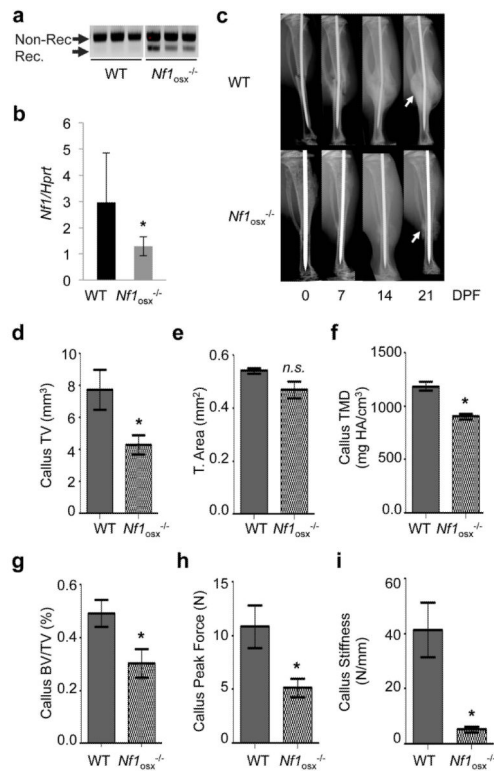 a
Non-Rec
Rec.
WT
Nf1osx-/-
b
Nf1/Hprt
6
5
4
3
2
1
0
*
WT Nf1osx-/-
c
WT
Nf1osx-/-
0 7 14 21 DPF
d
Callus TV (mm3)
10
8
6
4
2
0
*
WT Nf1osx-/-
e
T. Area (mm2)
0.6
0.4
0.2
0.0
n.s.
WT Nf1osx-/-
f
Callus TMD
(mg HA/cm3)
1200
900
600
300
0.0
*
WT Nf1osx-/-
g
Callus BV/TV (%)
0.6
0.4
0.2
0.0
*
WT Nf1osx-/-
h
Callus Peak Force (N)
15
10
5
0
*
WT Nf1osx-/-
i
Callus Stiffness
(N/mm)
60
40
20
0
*
WT Nf1osx-/-